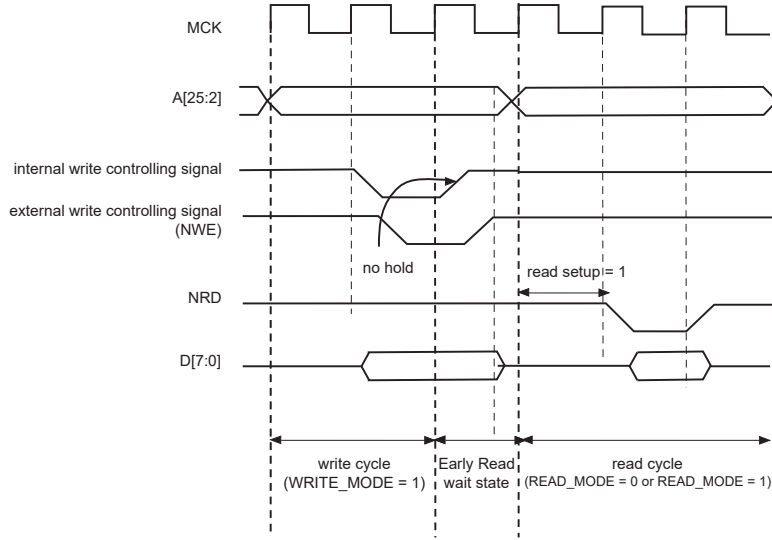 MCK
A[25:2]
internal write controlling signal
external write controlling signal
(NWE)
no hold
read setup = 1
NRD
D[7:0]
write cycle
(WRITE_MODE = 1)
Early Read
wait state
read cycle
(READ_MODE = 0 or READ_MODE = 1)